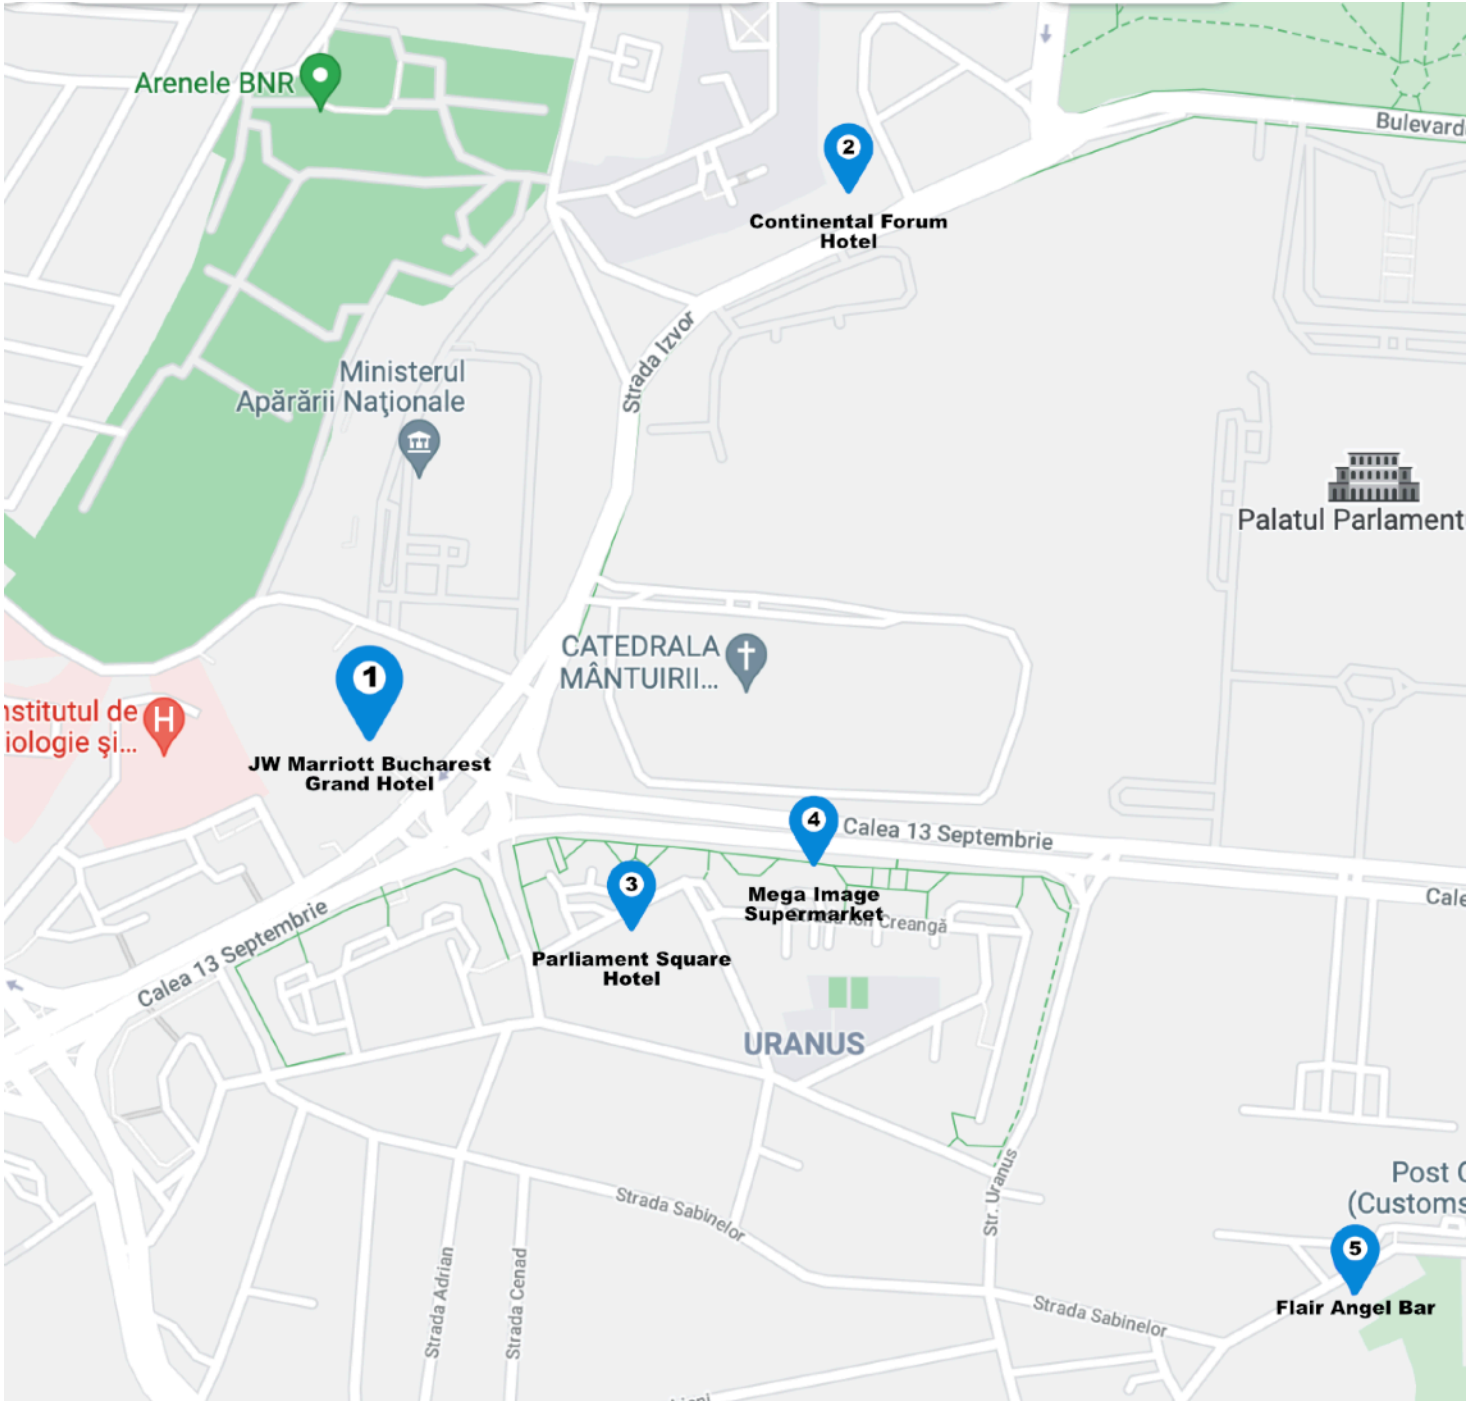 Arenele BNR
2
Continental Forum
Hotel
Bulevard
Ministerul
Apărării Naţionale
Strada Izvor
Palatul Parlament
CATEDRALA
MÂNTUIRII...
1
JW Marriott Bucharest
Grand Hotel
nstitutul de
iologie şi...
H
4
Calea 13 Septembrie
3
Mega Image
Supermarket
Ion Creangă
Cale
Calea 13 Septembrie
Parliament Square
Hotel
URANUS
Str. Uranus
Post
(Customs
Strada Sabinelor
Strada Adrian
Strada Cenad
5
Flair Angel Bar
Strada Sabinelor